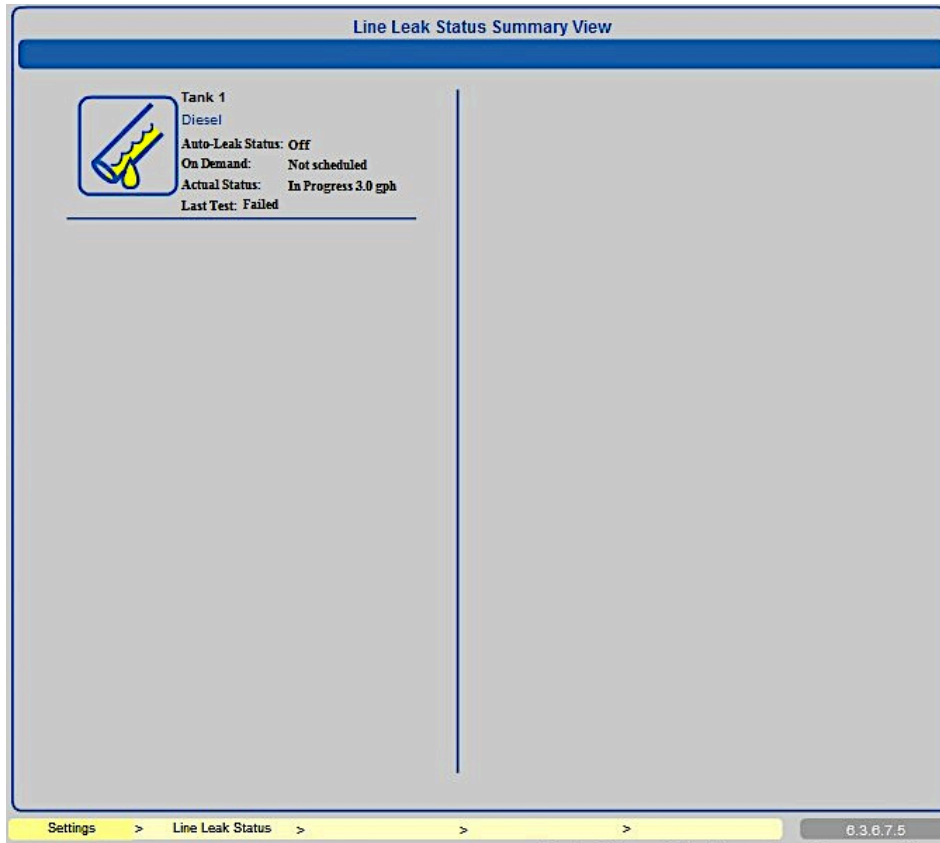 Line Leak Status Summary View
Tank 1
Diesel
Auto-Leak Status: Off
On Demand: Not scheduled
Actual Status: In Progress 3.0 gph
Last Test: Failed
Settings > Line Leak Status > > >
6.3.6.7.5